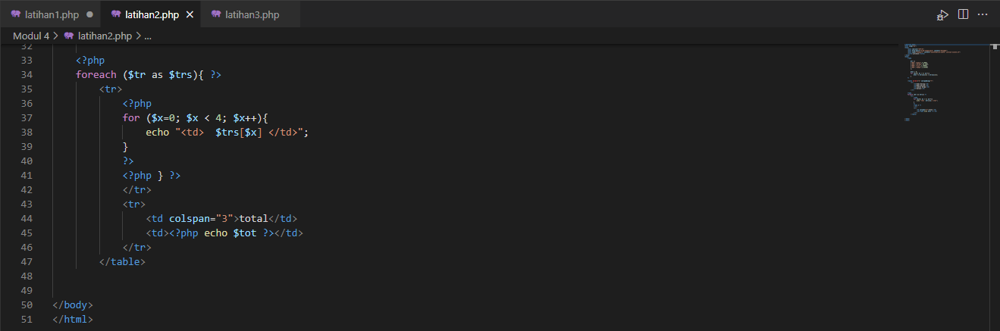 latihan1.php
latihan2.php
latihan3.php
Modul 4 > latihan2.php > ...
32
33 <?php
34 foreach ($tr as $trs){ ?>
35 <tr>
36 <?php
37 for ($x=0; $x < 4; $x++){
38 echo "<td>  $trs[$x] </td>";
39 }
40 ?>
41 <?php } ?>
42 </tr>
43 <tr>
44 <td colspan="3">total</td>
45 <td><?php echo $tot ?></td>
46 </tr>
47 </table>
48
49
50 </body>
51 </html>